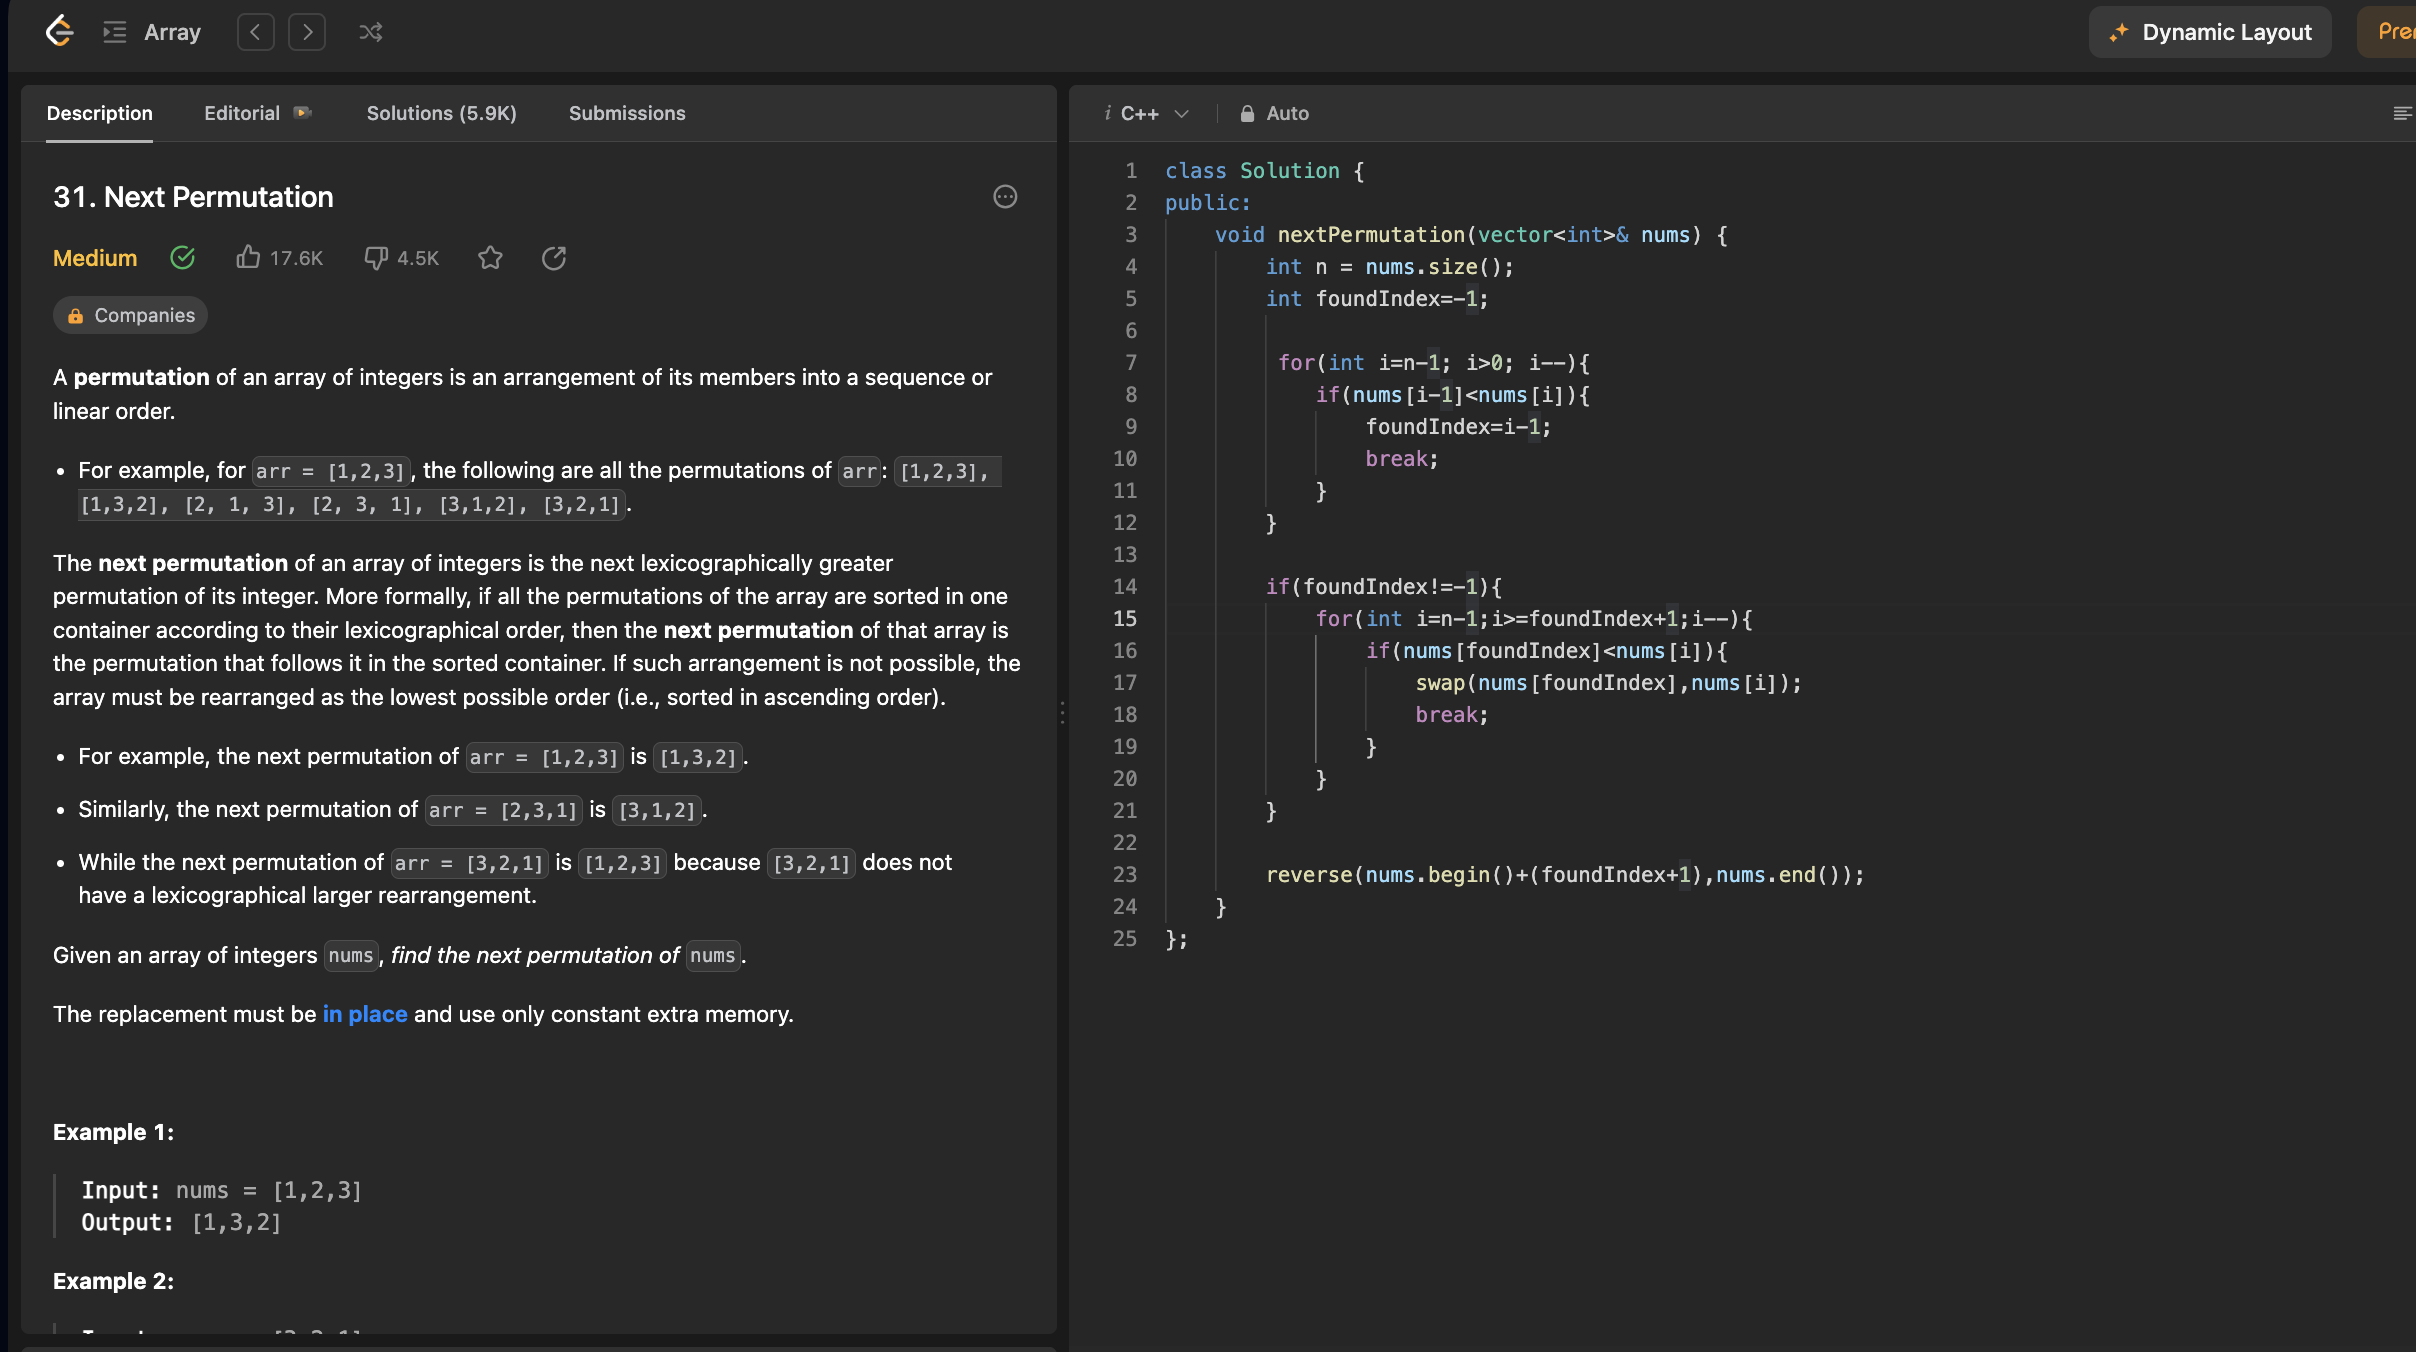 Array
Dynamic Layout
Description Editorial Solutions (5.9K) Submissions
31. Next Permutation
Medium 17.6K 4.5K
Companies
A permutation of an array of integers is an arrangement of its members into a sequence or
linear order.
• For example, for arr = [1,2,3], the following are all the permutations of arr: [1,2,3],
[1,3,2], [2, 1, 3], [2, 3, 1], [3,1,2], [3,2,1].
The next permutation of an array of integers is the next lexicographically greater
permutation of its integer. More formally, if all the permutations of the array are sorted in one
container according to their lexicographical order, then the next permutation of that array is
the permutation that follows it in the sorted container. If such arrangement is not possible, the
array must be rearranged as the lowest possible order (i.e., sorted in ascending order).
• For example, the next permutation of arr = [1,2,3] is [1,3,2].
• Similarly, the next permutation of arr = [2,3,1] is [3,1,2].
• While the next permutation of arr = [3,2,1] is [1,2,3] because [3,2,1] does not
have a lexicographical larger rearrangement.
Given an array of integers nums, find the next permutation of nums.
The replacement must be in place and use only constant extra memory.
Example 1:
Input: nums = [1,2,3]
Output: [1,3,2]
Example 2:
i C++ Auto
1 class Solution {
2 public:
3     void nextPermutation(vector<int>& nums) {
4         int n = nums.size();
5         int foundIndex=-1;
6
7          for(int i=n-1; i>0; i--){
8             if(nums[i-1]<nums[i]){
9                 foundIndex=i-1;
10                 break;
11             }
12         }
13
14         if(foundIndex!=-1){
15             for(int i=n-1;i>=foundIndex+1;i--){
16                 if(nums[foundIndex]<nums[i]){
17                     swap(nums[foundIndex],nums[i]);
18                     break;
19                 }
20             }
21         }
22
23         reverse(nums.begin()+(foundIndex+1),nums.end());
24     }
25 };